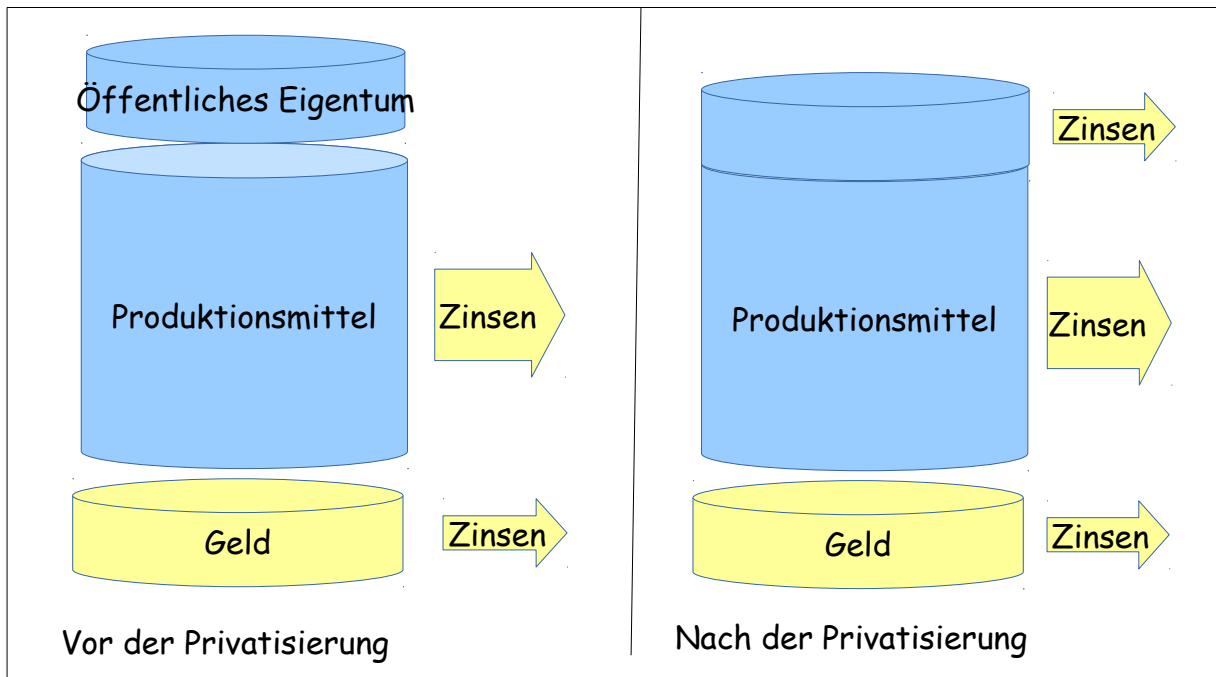 Öffentliches Eigentum
Produktionsmittel
Zinsen
Geld
Zinsen
Vor der Privatisierung
Zinsen
Produktionsmittel
Zinsen
Geld
Zinsen
Nach der Privatisierung